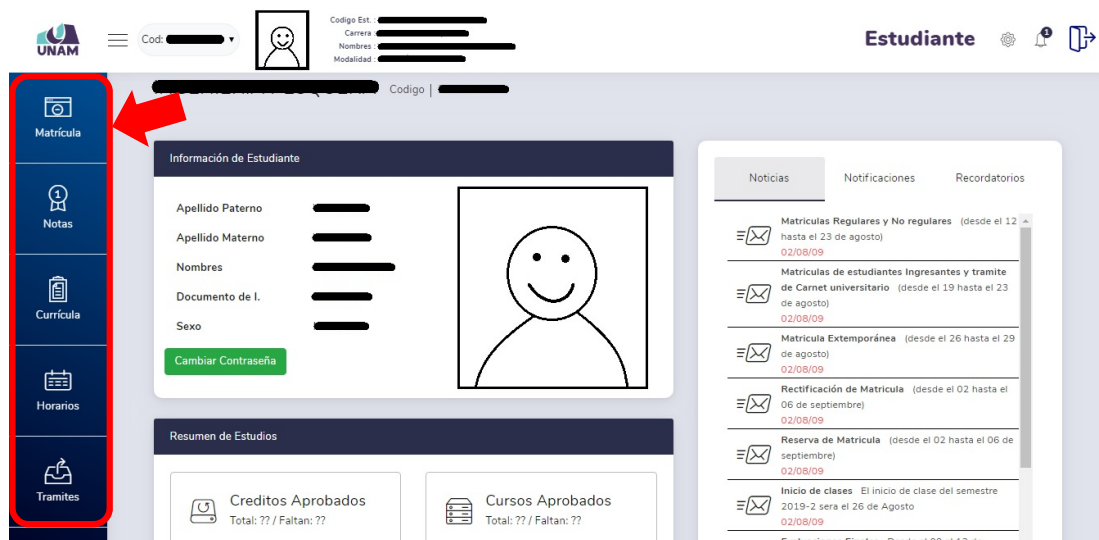 UNAM
Cod:
Codigo Est. :
Carrera :
Nombres :
Modalidad :
Estudiante
1
Codigo |
Matrícula
1
Notas
Currícula
Horarios
Tramites
Información de Estudiante
Apellido Paterno
Apellido Materno
Nombres
Documento de I.
Sexo
Cambiar Contraseña
Resumen de Estudios
Creditos Aprobados
Total: ?? / Faltan: ??
Cursos Aprobados
Total: ?? / Faltan: ??
Noticias Notificaciones Recordatorios
Matriculas Regulares y No regulares (desde el 12
hasta el 23 de agosto)
02/08/09
Matriculas de estudiantes Ingresantes y tramite
de Carnet universitario (desde el 19 hasta el 23
de agosto)
02/08/09
Matricula Extemporánea (desde el 26 hasta el 29
de agosto)
02/08/09
Rectificación de Matricula (desde el 02 hasta el
06 de septiembre)
02/08/09
Reserva de Matricula (desde el 02 hasta el 06 de
septiembre)
02/08/09
Inicio de clases El inicio de clase del semestre
2019-2 sera el 26 de Agosto
02/08/09